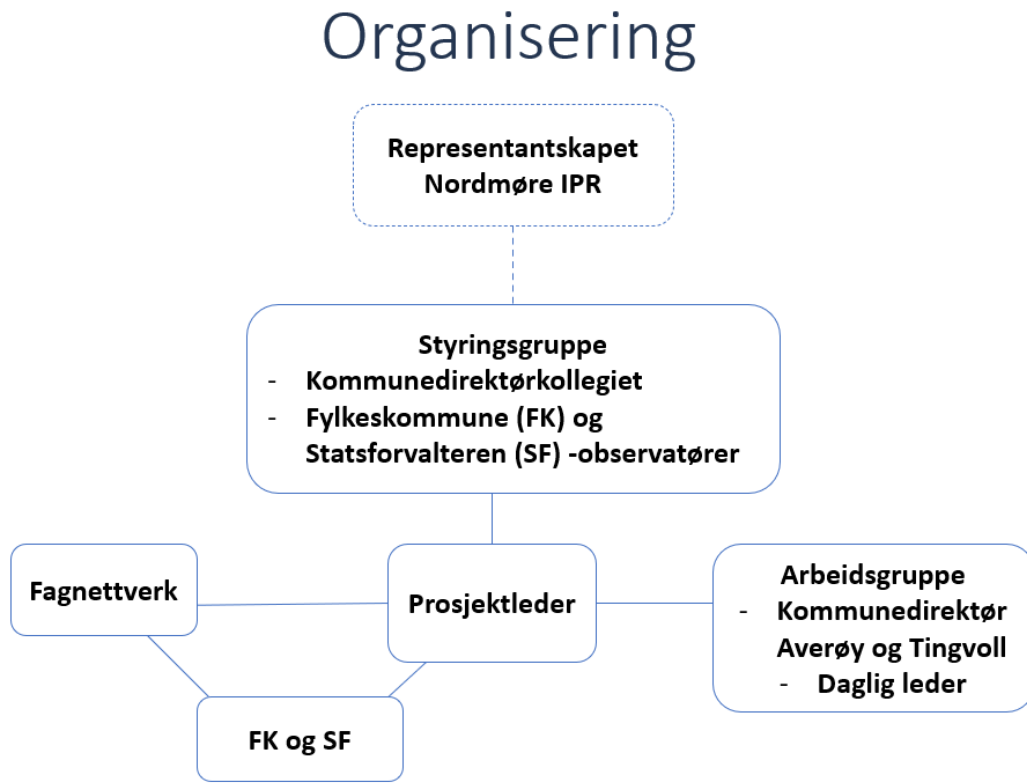 Organisering
Representantskapet
Nordmøre IPR
Styringsgruppe
- Kommunedirektørkollegiet
- Fylkeskommune (FK) og
Statsforvalteren (SF) -observatører
Fagnettverk
Prosjektleder
Arbeidsgruppe
- Kommunedirektør
Averøy og Tingvoll
- Daglig leder
FK og SF